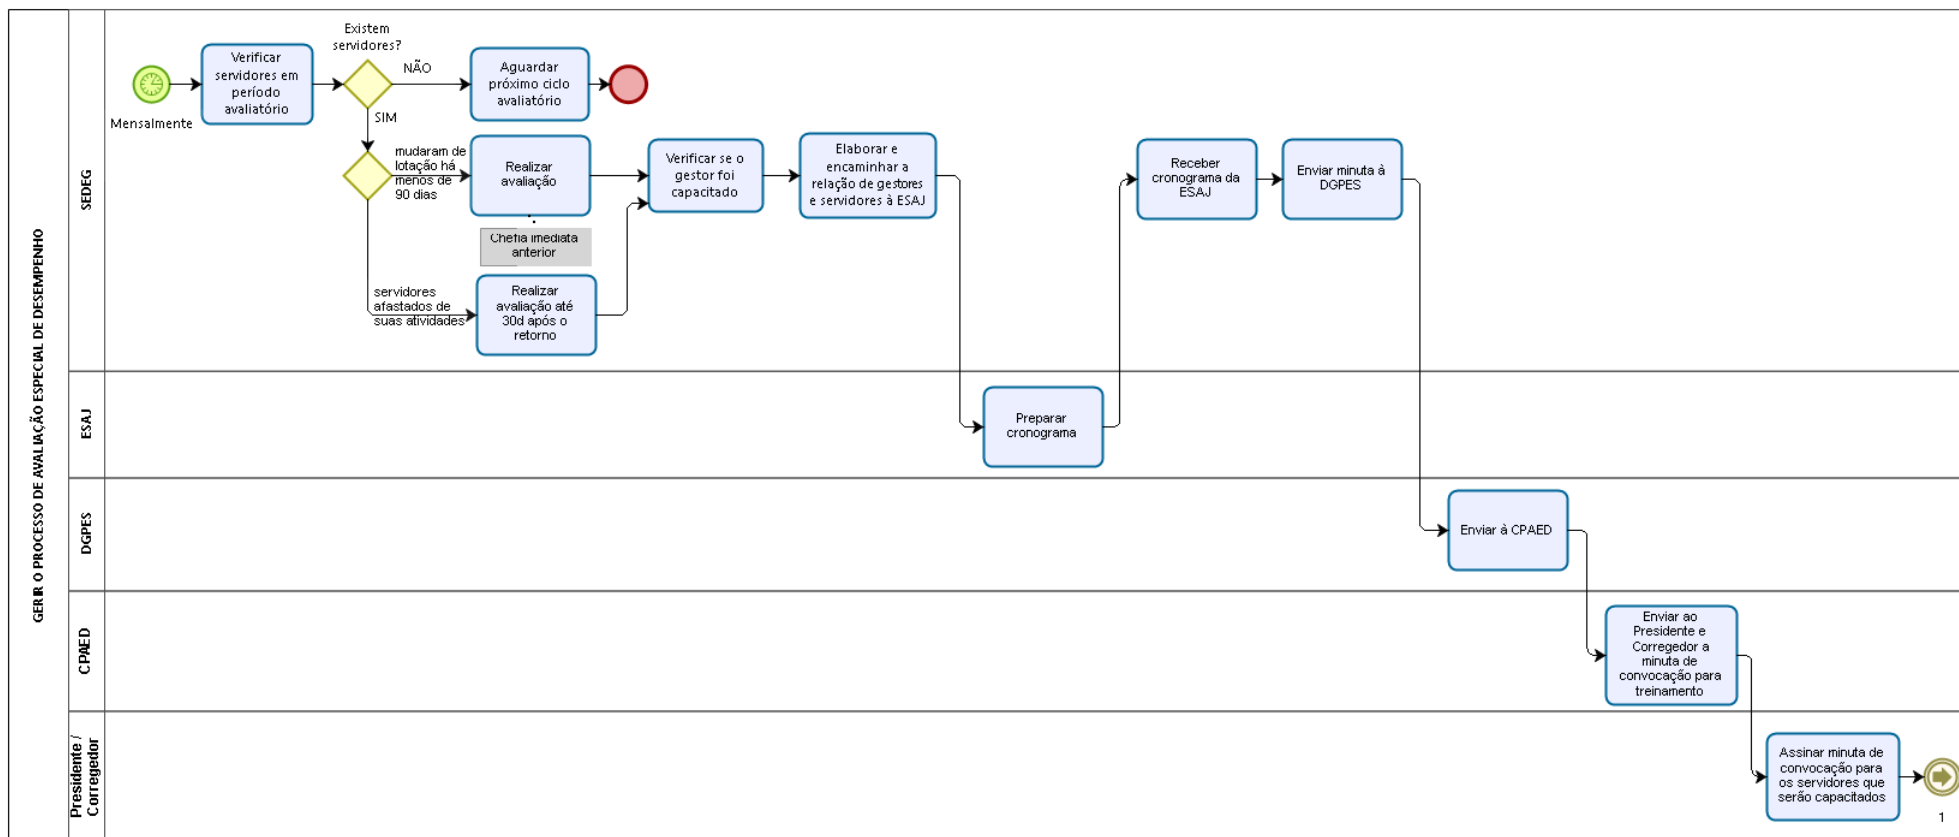 GERIR O PROCESSO DE AVALIAÇÃO ESPECIAL DE DESEMPENHO
SEDEG
Mensalmente
Verificar
servidores em
período
avaliatório
Existem
servidores?
NÃO
SIM
Aguardar
próximo ciclo
avaliatório
mudaram de
lotação há
menos de
90 dias
Realizar
avaliação
Chefia imediata
anterior
servidores
afastados de
suas atividades
Realizar
avaliação até
30d após o
retorno
Verificar se o
gestor foi
capacitado
Elaborar e
encaminhar a
relação de gestores
e servidores à ESAJ
Receber
cronograma da
ESAJ
Enviar minuta à
DGPES
ESAJ
Preparar
cronograma
DGPES
Enviar à CPAED
CPAED
Enviar ao
Presidente e
Corregedor a
minuta de
convocação para
treinamento
Presidente /
Corregedor
Assinar minuta de
convocação para
os servidores que
serão capacitados
1